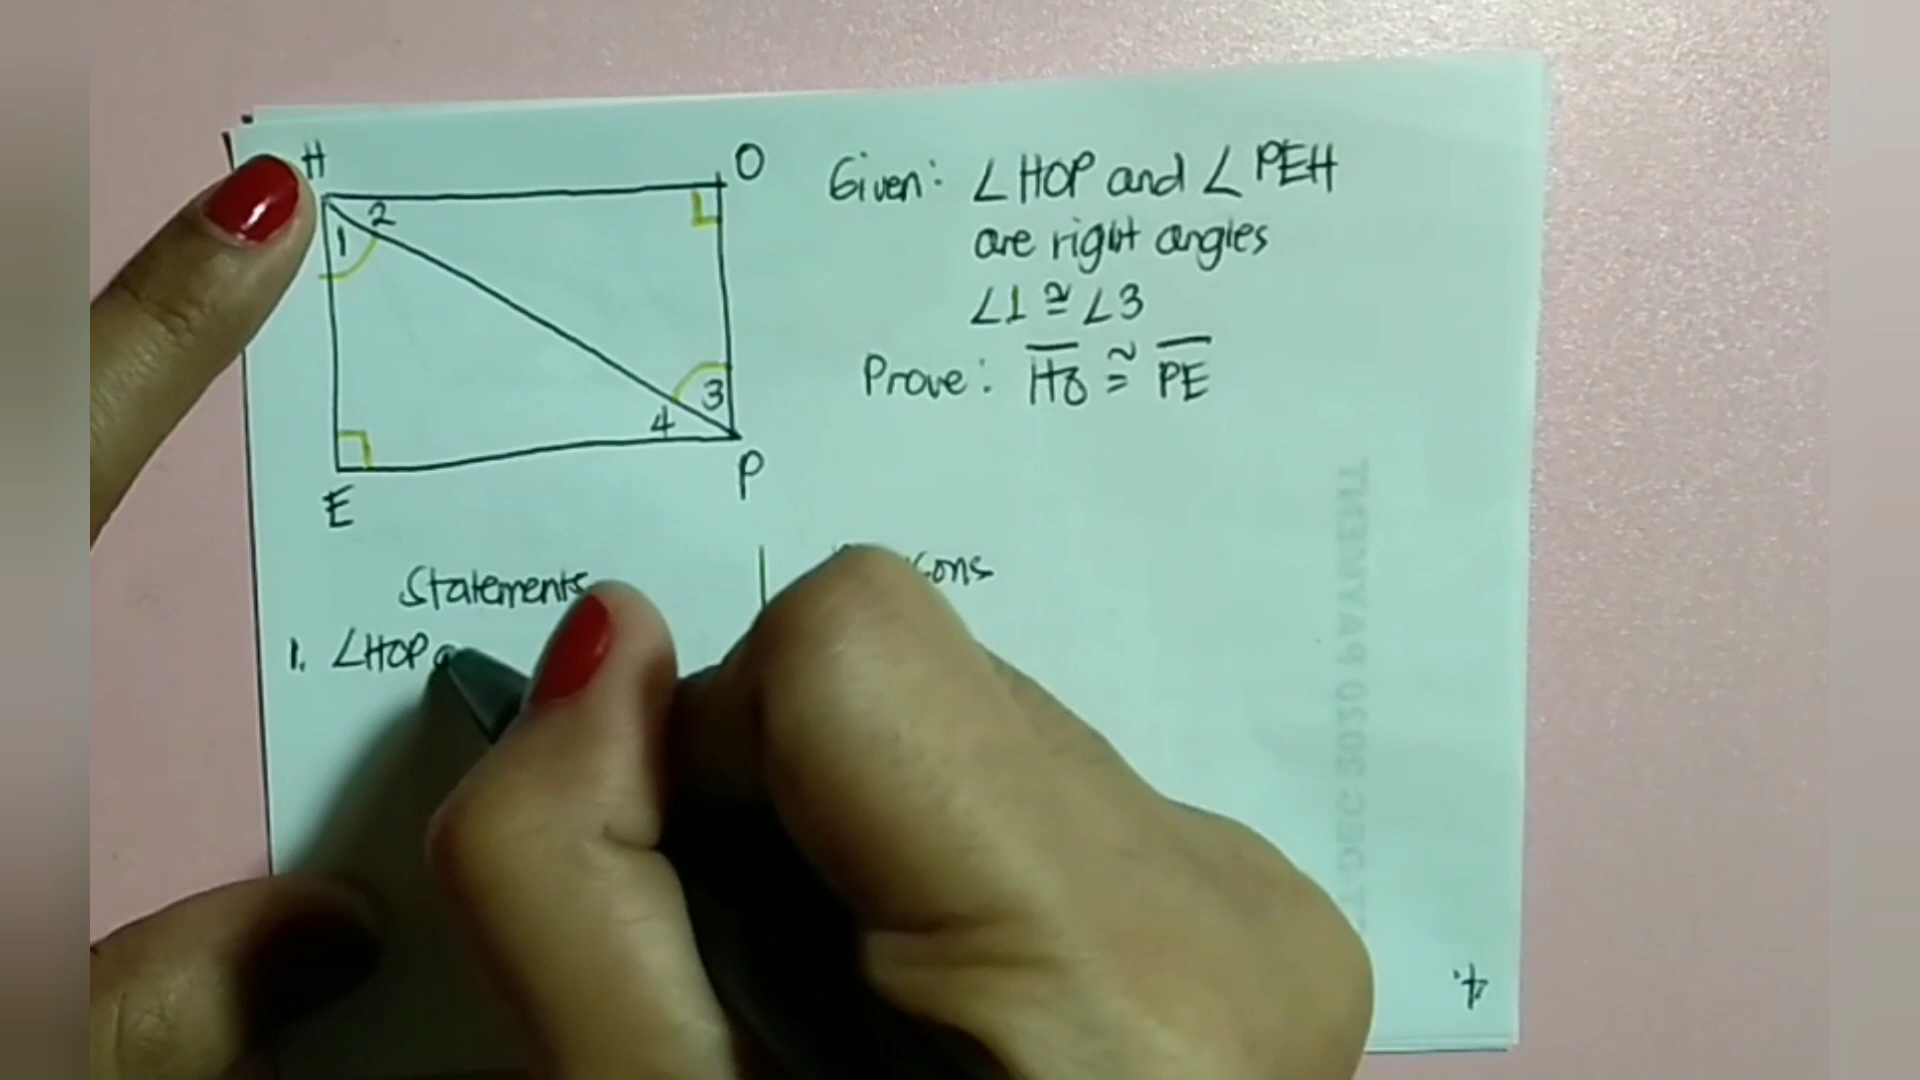 H
O
2
1
3
4
P
E
Given: ∠HOP and ∠PEH
are right angles
∠1 ≅ ∠3
Prove: HO ≅ PE
Statements
1. ∠HOP
4.